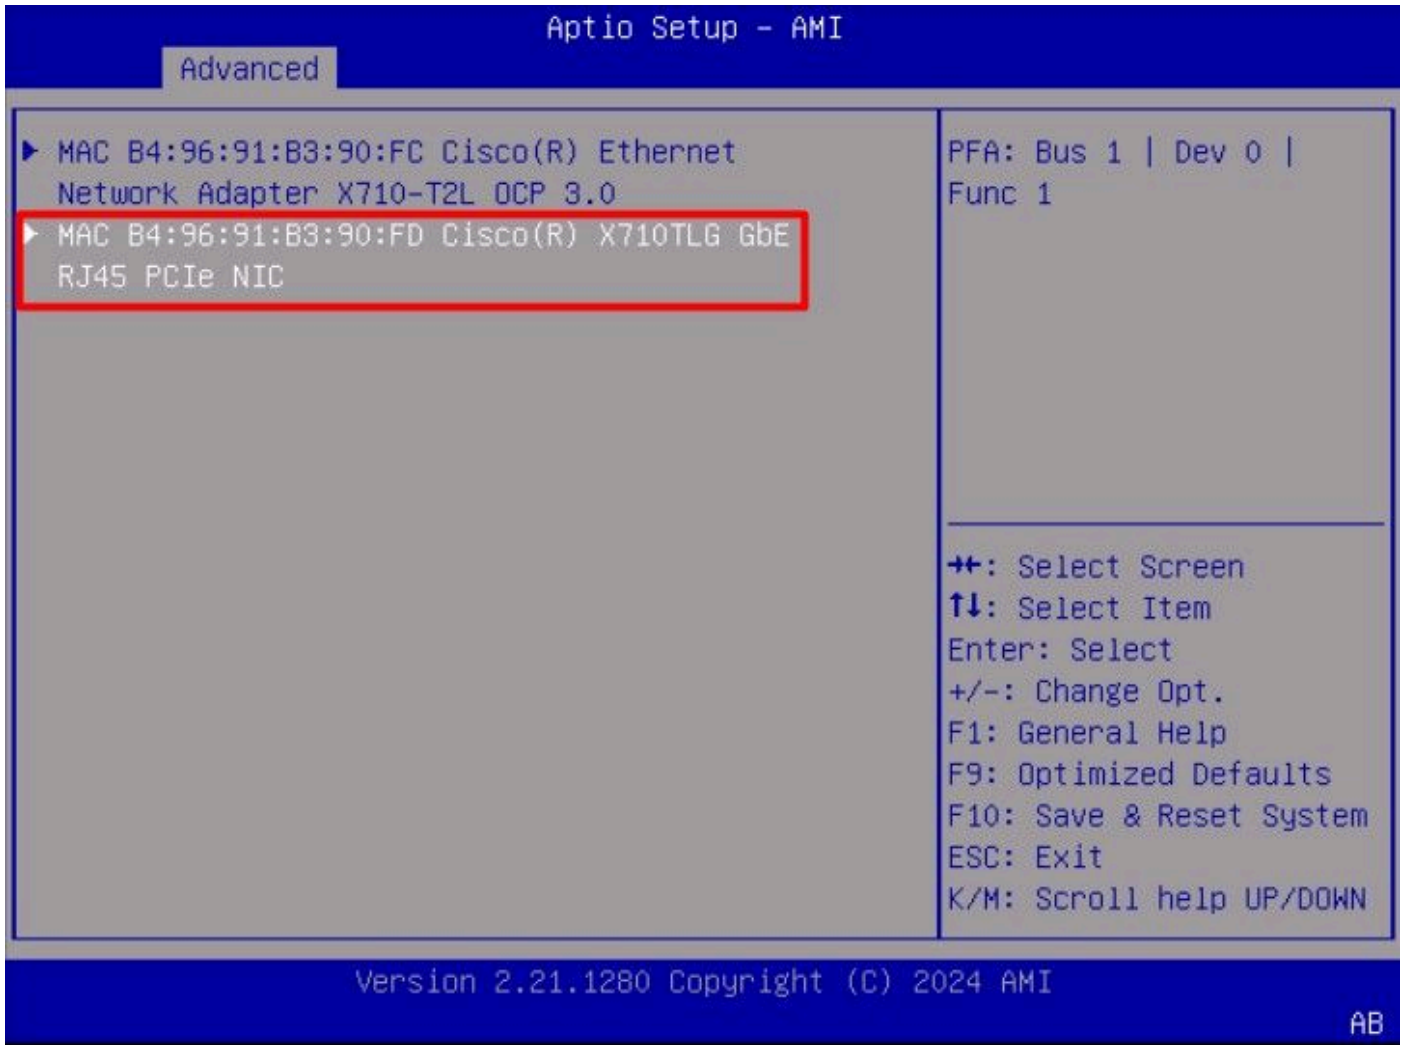 Aptio Setup – AMI
Advanced
▶ MAC B4:96:91:B3:90:FC Cisco(R) Ethernet
Network Adapter X710-T2L OCP 3.0
▶ MAC B4:96:91:B3:90:FD Cisco(R) X710TLG GbE
RJ45 PCIe NIC
PFA: Bus 1 | Dev 0 |
Func 1
→←: Select Screen
↑↓: Select Item
Enter: Select
+/-: Change Opt.
F1: General Help
F9: Optimized Defaults
F10: Save & Reset System
ESC: Exit
K/M: Scroll help UP/DOWN
Version 2.21.1280 Copyright (C) 2024 AMI
AB